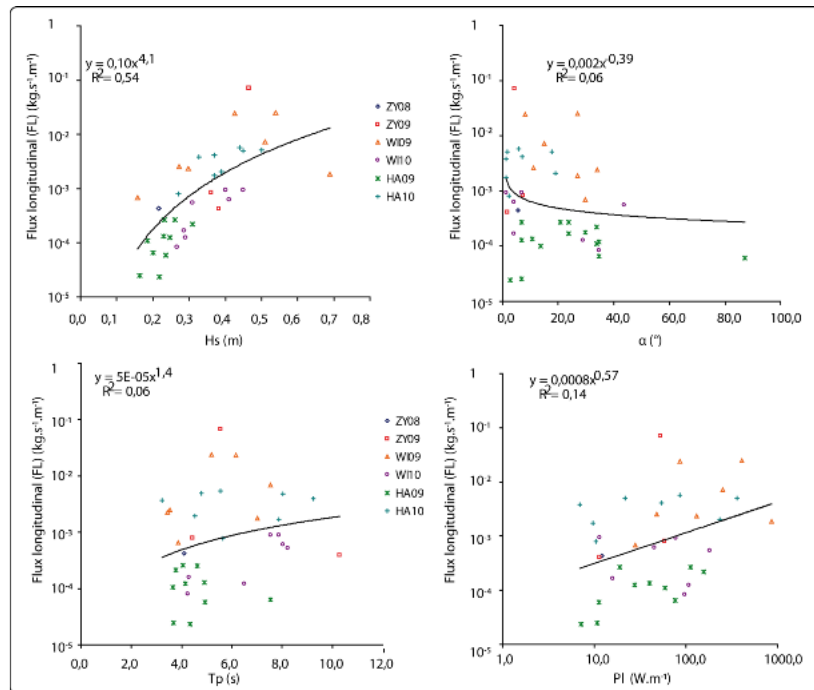 y = 0,10x^4,1
R²= 0,54
Flux longitudinal (FL) (kg.s-1.m-1)
1
10-1
10-2
10-3
10-4
10-5
0,0 0,1 0,2 0,3 0,4 0,5 0,6 0,7 0,8
Hs (m)
ZY08
ZY09
WI09
WI10
HA09
HA10
y = 0,002x-0,39
R²= 0,06
Flux longitudinal (FL) (kg.s-1.m-1)
1
10-1
10-2
10-3
10-4
10-5
0,0 20,0 40,0 60,0 80,0 100,0
α (°)
y = 5E-05x^1,4
R²= 0,06
Flux longitudinal (FL) (kg.s-1.m-1)
1
10-1
10-2
10-3
10-4
10-5
0,0 2,0 4,0 6,0 8,0 10,0 12,0
Tp (s)
ZY08
ZY09
WI09
WI10
HA09
HA10
y = 0,0008x^0,57
R²= 0,14
Flux longitudinal (FL) (kg.s-1.m-1)
1
10-1
10-2
10-3
10-4
10-5
1,0 10,0 100,0 1000,0
Pl (W.m-1)